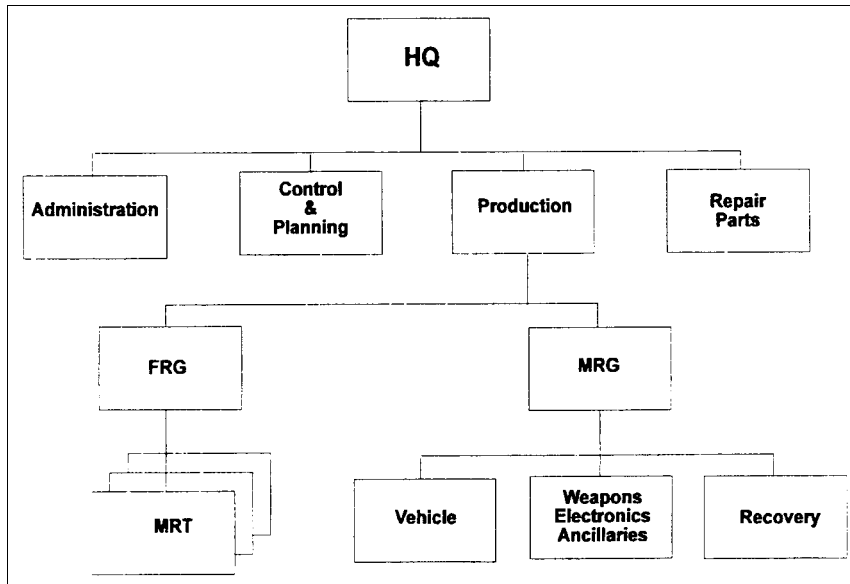 HQ
Administration
Control
&
Planning
Production
Repair
Parts
FRG
MRG
MRT
Vehicle
Weapons
Electronics
Ancillaries
Recovery